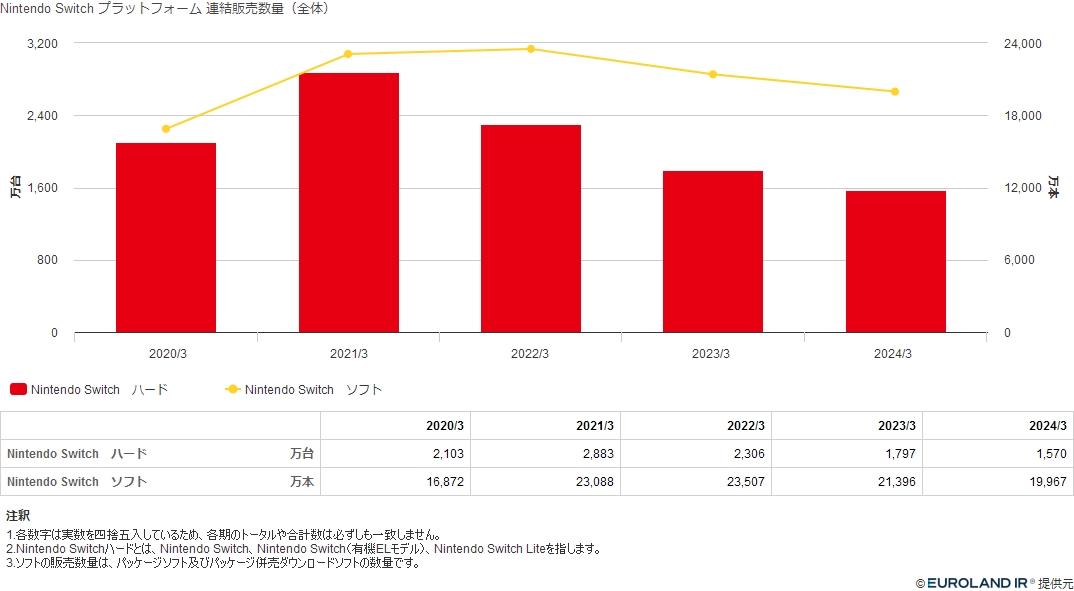 Nintendo Switch プラットフォーム 連結販売数量（全体）
3,200
24,000
2,400
18,000
万台
1,600
12,000
万本
800
6,000
0
0
2020/3 2021/3 2022/3 2023/3 2024/3
Nintendo Switch ハード Nintendo Switch ソフト
2020/3 2021/3 2022/3 2023/3 2024/3
Nintendo Switch ハード 万台 2,103 2,883 2,306 1,797 1,570
Nintendo Switch ソフト 万本 16,872 23,088 23,507 21,396 19,967
注釈
1.各数字は実数を四捨五入しているため、各期のトータルや合計数は必ずしも一致しません。
2.Nintendo Switchハードとは、Nintendo Switch、Nintendo Switch（有機ELモデル）、Nintendo Switch Liteを指します。
3.ソフトの販売数量は、パッケージソフト及びパッケージ併売ダウンロードソフトの数量です。
© EUROLAND IR® 提供元